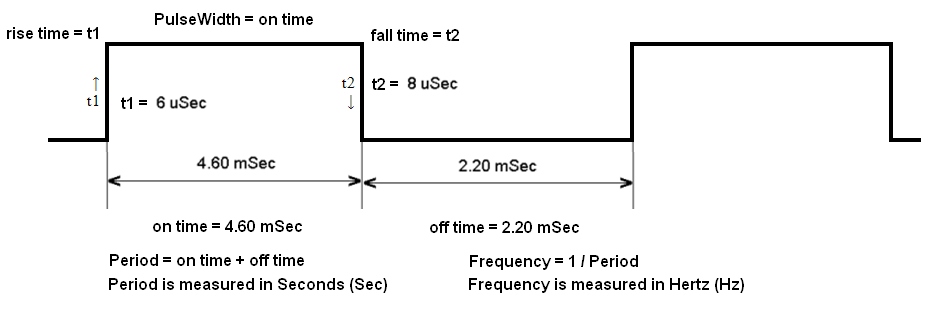 PulseWidth = on time
rise time = t1
fall time = t2
t1
t1 = 6 uSec
t2
t2 = 8 uSec
4.60 mSec
2.20 mSec
on time = 4.60 mSec
off time = 2.20 mSec
Period = on time + off time
Frequency = 1 / Period
Period is measured in Seconds (Sec)
Frequency is measured in Hertz (Hz)